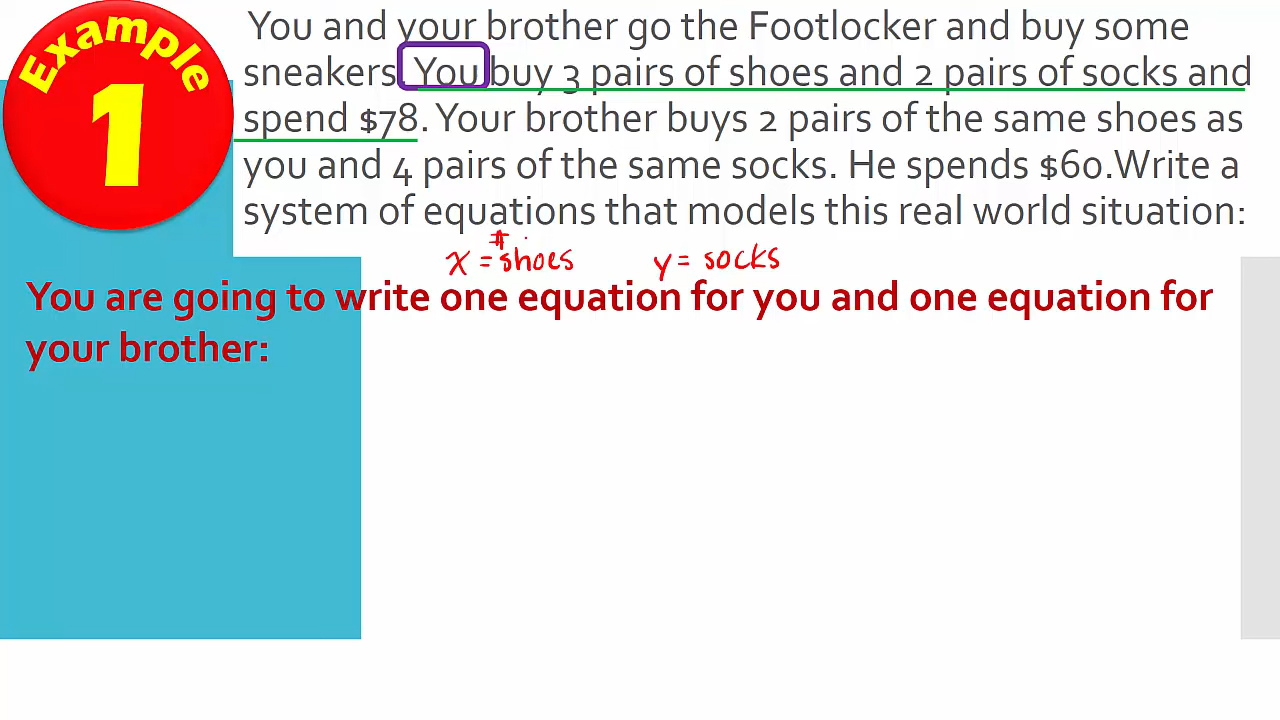 Example
1
You and your brother go the Footlocker and buy some
sneakers. You buy 3 pairs of shoes and 2 pairs of socks and
spend $78. Your brother buys 2 pairs of the same shoes as
you and 4 pairs of the same socks. He spends $60.Write a
system of equations that models this real world situation:
#
x = shoes y = socks
You are going to write one equation for you and one equation for
your brother: